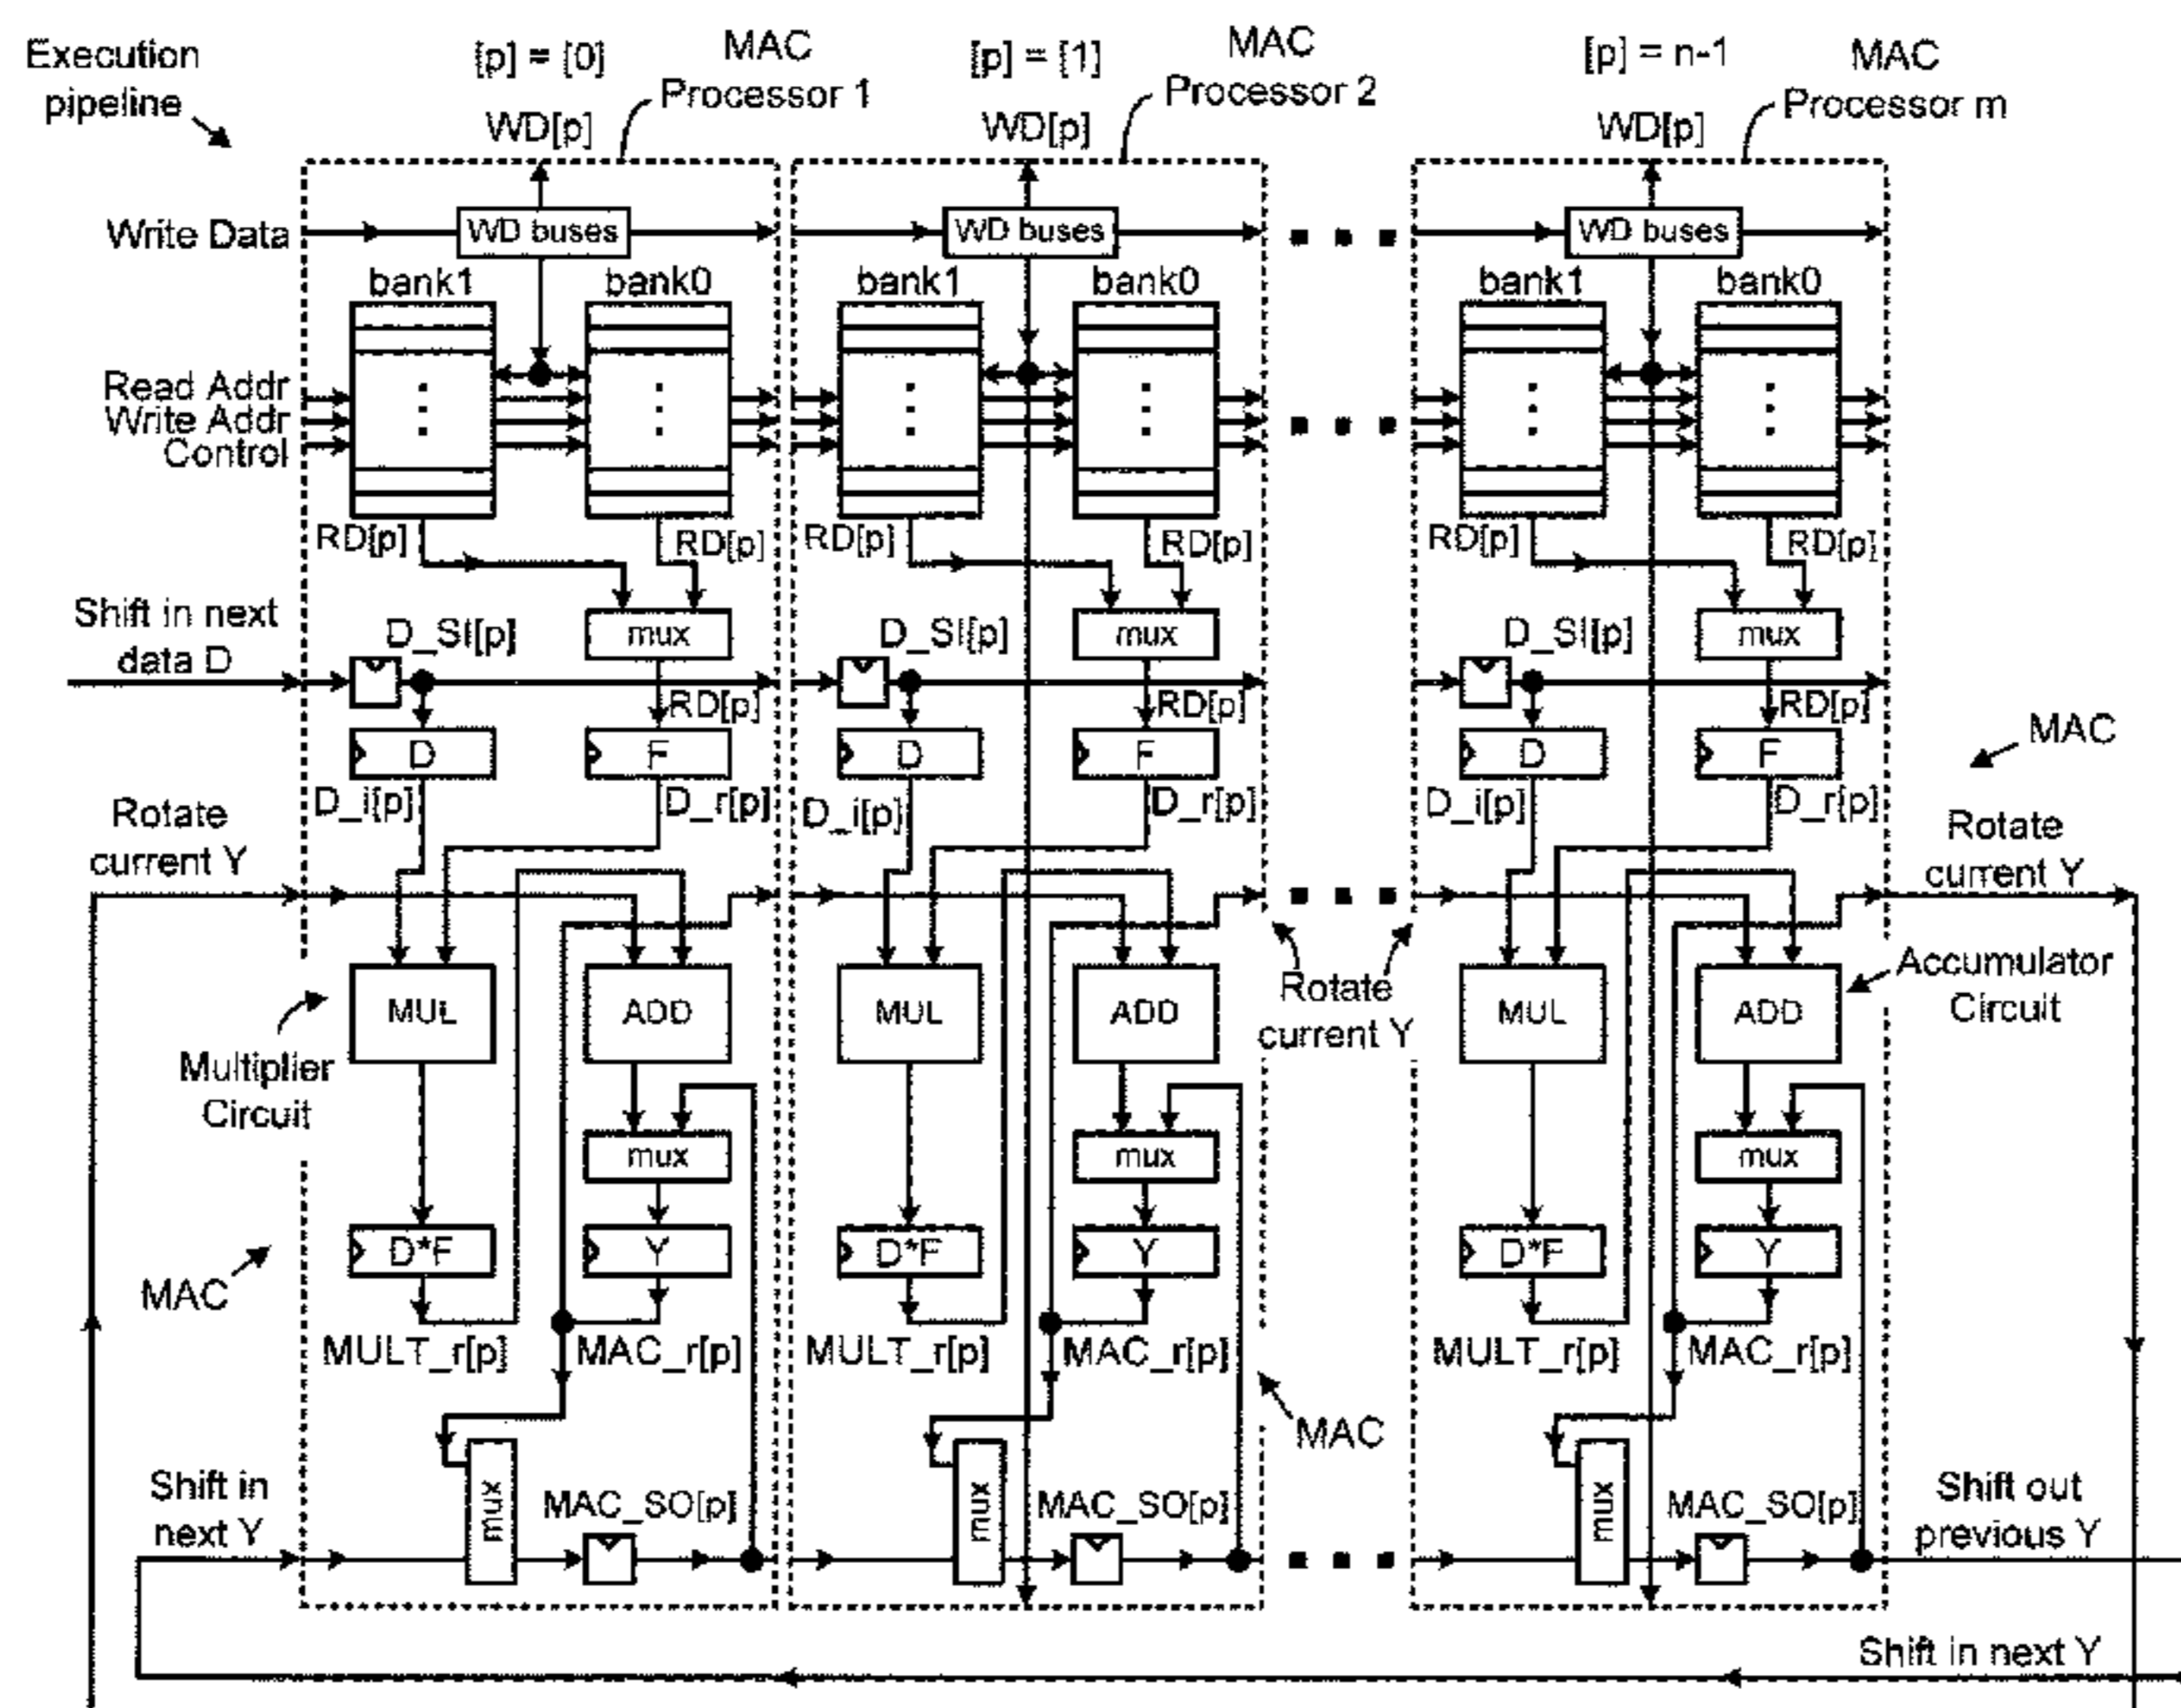 Execution
pipeline
[p] = [0]
MAC
Processor 1
[p] = [1]
MAC
Processor 2
[p] = n-1
MAC
Processor m
WD[p]
WD[p]
WD[p]
Write Data
WD buses
WD buses
WD buses
bank1
bank0
bank1
bank0
bank1
bank0
Read Addr
Write Addr
Control
RD[p]
RD[p]
RD[p]
RD[p]
RD[p]
RD[p]
Shift in next
data D
D_SI[p]
mux
D_SI[p]
mux
D_SI[p]
mux
RD[p]
RD[p]
RD[p]
D
F
D
F
D
F
MAC
D_i[p]
D_r[p]
D_i[p]
D_r[p]
D_i[p]
D_r[p]
Rotate
current Y
Rotate
current Y
MUL
ADD
MUL
ADD
Rotate
current Y
MUL
ADD
Accumulator
Circuit
Multiplier
Circuit
mux
mux
mux
MAC
D*F
Y
D*F
Y
D*F
Y
MULT_r[p]
MAC_r[p]
MULT_r[p]
MAC_r[p]
MULT_r[p]
MAC_r[p]
MAC
Shift in
next Y
mux
MAC_SO[p]
mux
MAC_SO[p]
mux
MAC_SO[p]
Shift out
previous Y
Shift in next Y